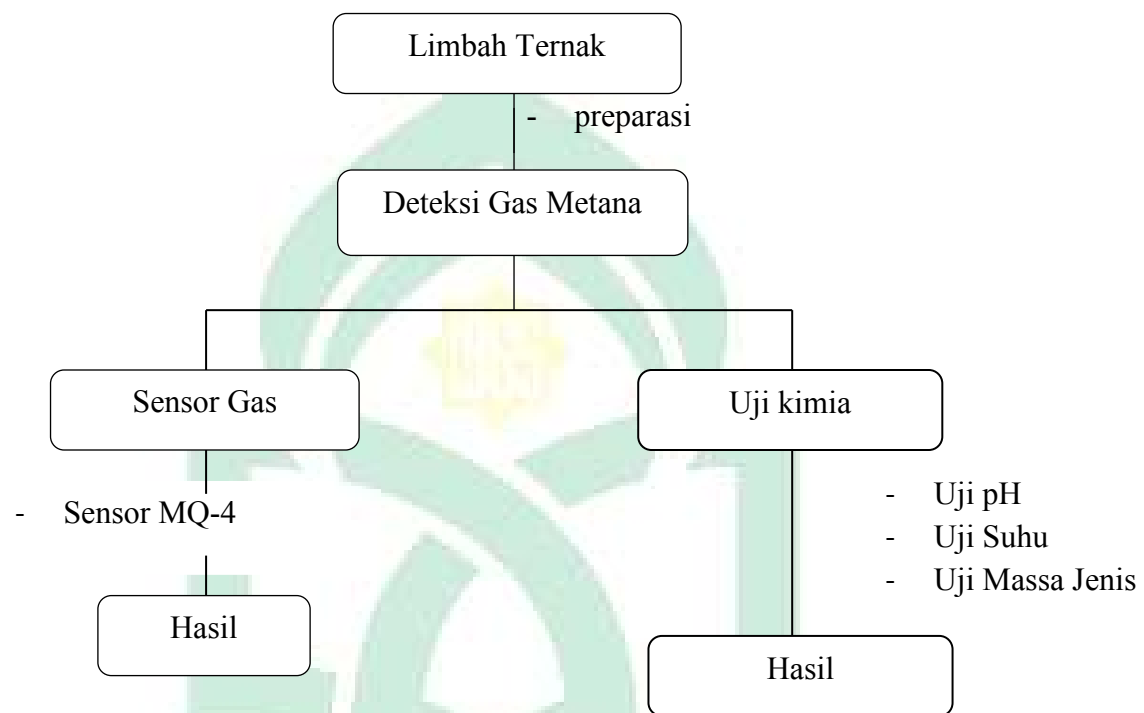 Limbah Ternak
- preparasi
Deteksi Gas Metana
Sensor Gas
Uji kimia
- Sensor MQ-4
- Uji pH
- Uji Suhu
- Uji Massa Jenis
Hasil
Hasil